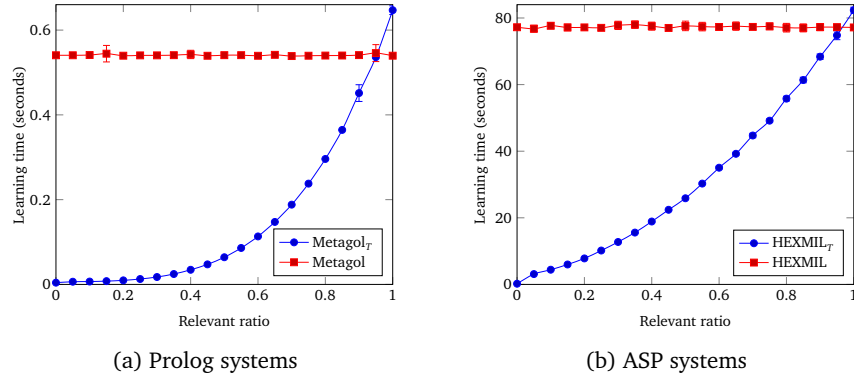 0.6
0.4
0.2
0
0
0.2
0.4
0.6
0.8
1
Learning time (seconds)
Relevant ratio
Metagol_T
Metagol
(a) Prolog systems
80
60
40
20
0
0
0.2
0.4
0.6
0.8
1
Learning time (seconds)
Relevant ratio
HEXMIL_T
HEXMIL
(b) ASP systems